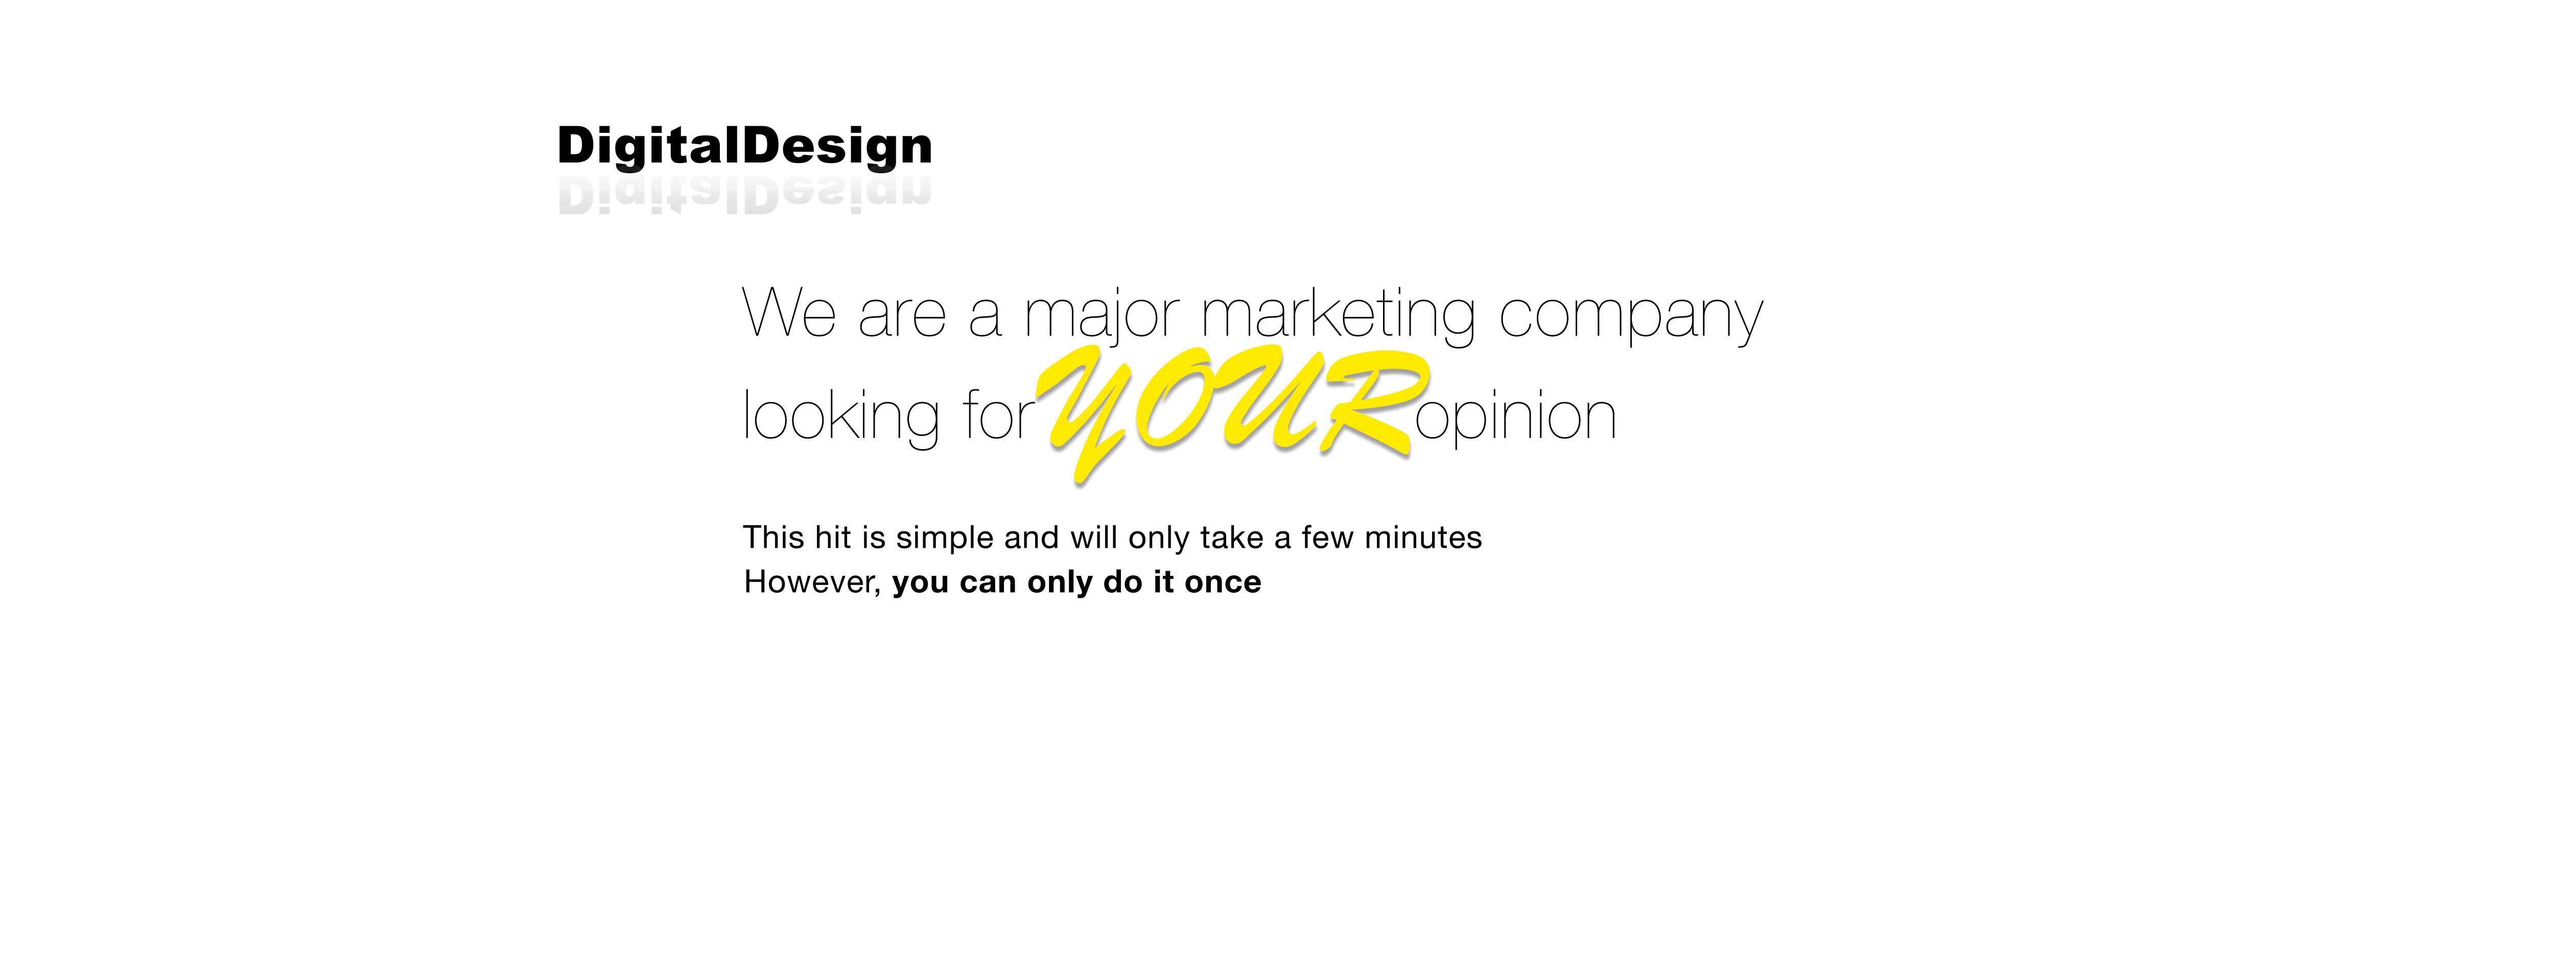 DigitalDesign
We are a major marketing company
looking for YOUR opinion
This hit is simple and will only take a few minutes
However, you can only do it once